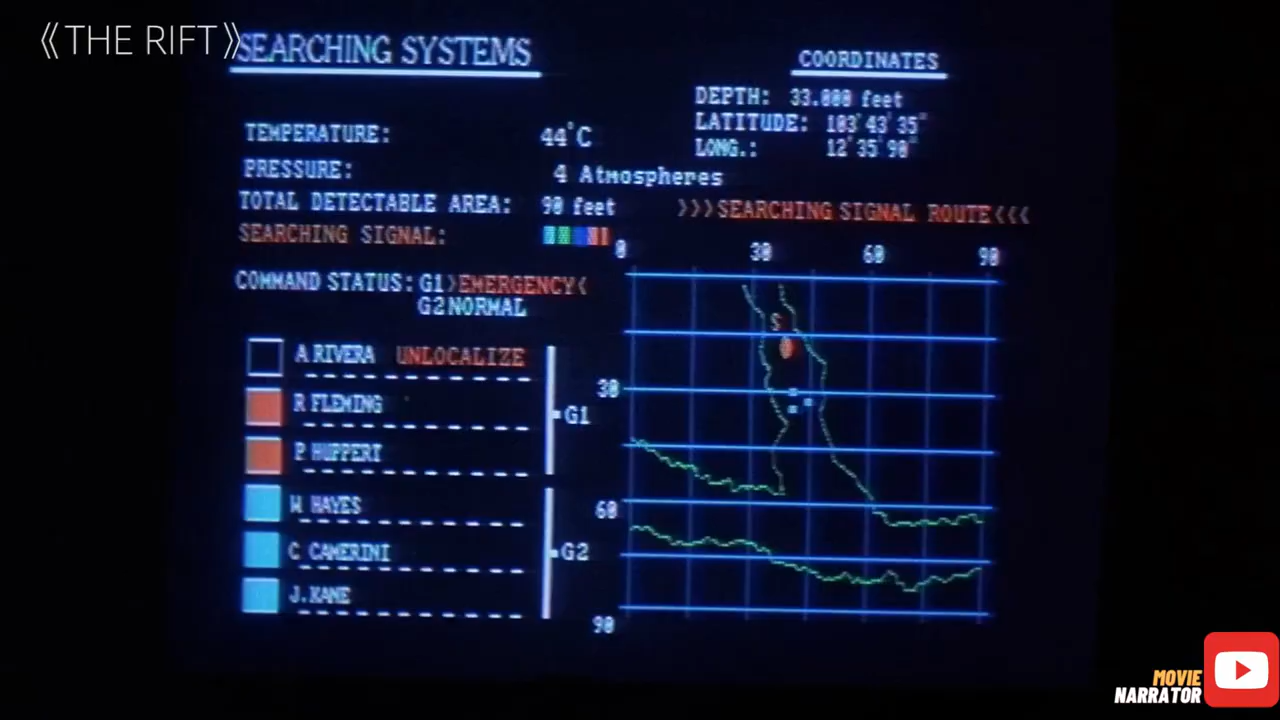 《THE RIFT》
SEARCHING SYSTEMS
COORDINATES
DEPTH: 33.000 feet
LATITUDE: 103°43'35"
LONG.: 12°35'90"
TEMPERATURE: 44°C
PRESSURE: 4 Atmospheres
TOTAL DETECTABLE AREA: 90 feet
SEARCHING SIGNAL:
>>>SEARCHING SIGNAL ROUTE<<<
COMMAND STATUS: G1>EMERGENCY<
G2 NORMAL
0 30 60 90
S
30
60
90
A RIVERA UNLOCALIZE
R FLEMING
P HUPPERT
G1
W HAYES
C CAMERINI
J.KANE
G2
MOVIE
NARRATOR